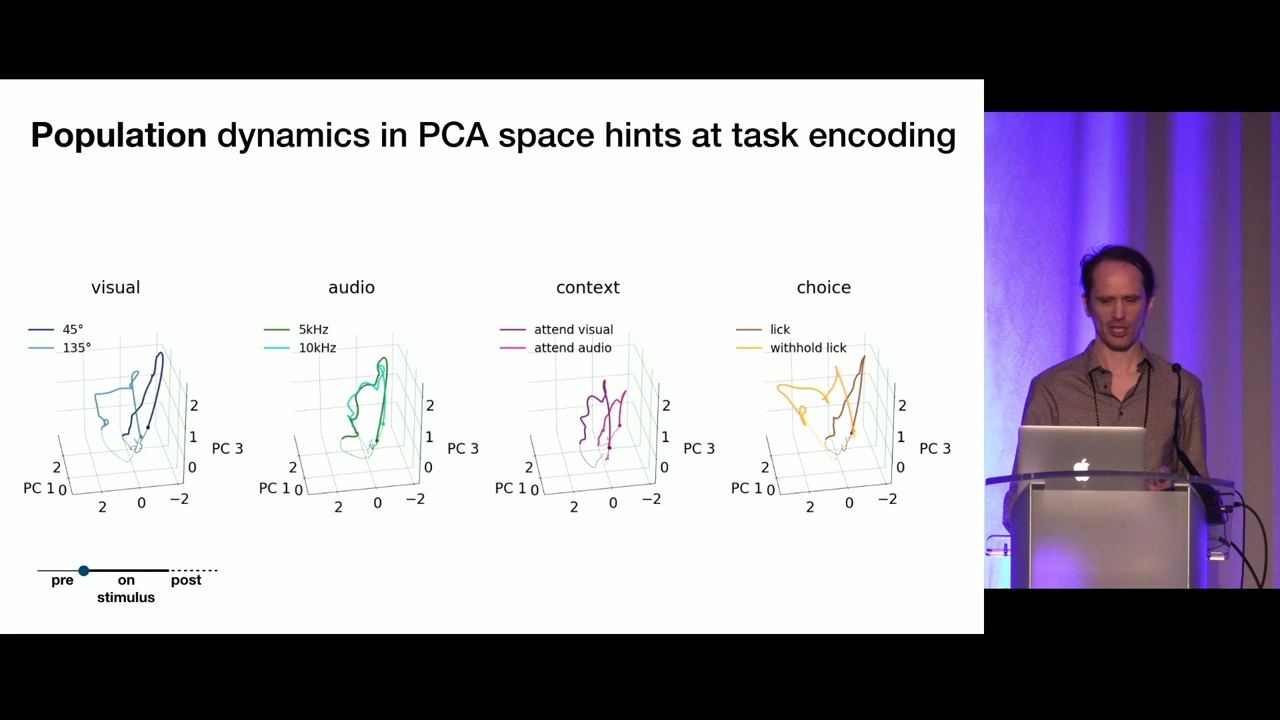 Population dynamics in PCA space hints at task encoding
visual
45°
135°
2
1
0
PC 3
2
PC 1 0
2
0
−2
audio
5kHz
10kHz
2
1
0
PC 3
2
PC 1 0
2
0
−2
context
attend visual
attend audio
2
1
0
PC 3
2
PC 1 0
2
0
−2
choice
lick
withhold lick
2
1
0
PC 3
2
PC 1 0
2
0
−2
pre on post
stimulus